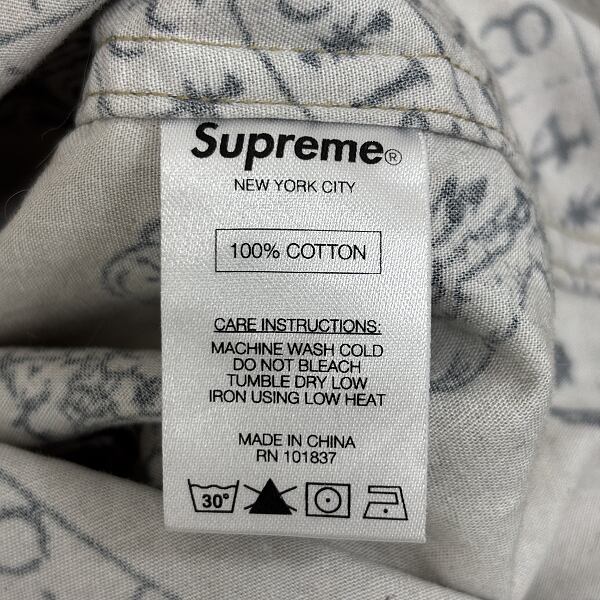 Supreme®
NEW YORK CITY
100% COTTON
CARE INSTRUCTIONS:
MACHINE WASH COLD
DO NOT BLEACH
TUMBLE DRY LOW
IRON USING LOW HEAT
MADE IN CHINA
RN 101837
30°